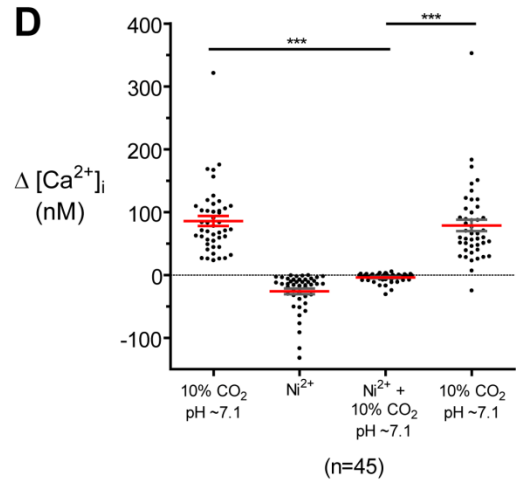 D
***
***
400
300
200
100
0
-100
Δ [Ca²⁺]ᵢ
(nM)
10% CO₂
pH ~7.1
Ni²⁺
Ni²⁺ +
10% CO₂
pH ~7.1
10% CO₂
pH ~7.1
(n=45)